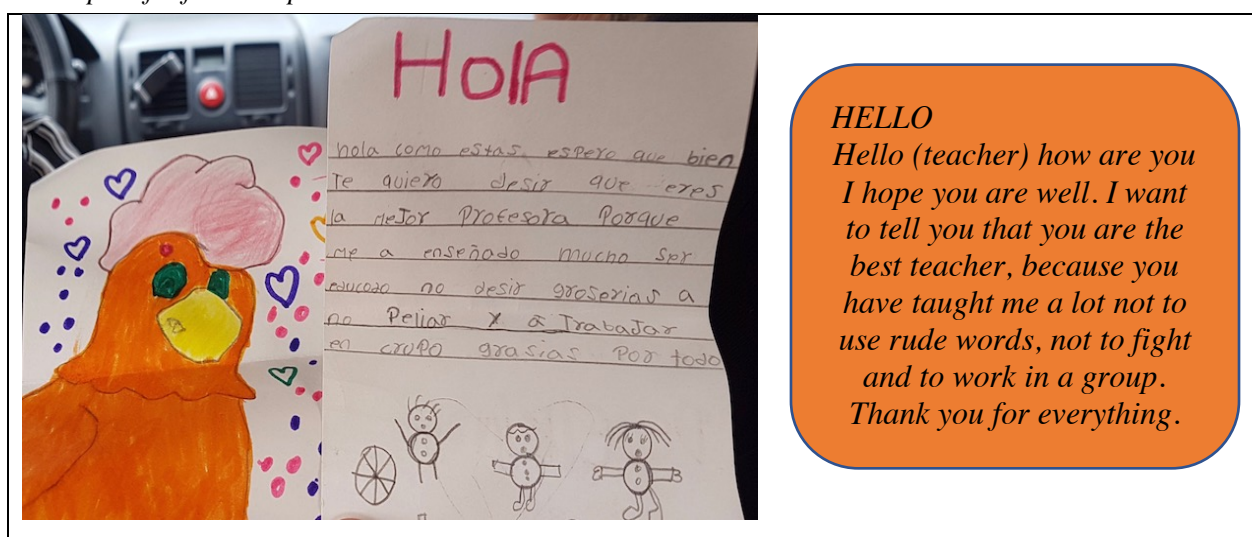 HolA
hola como estas espero que bien
Te quiero desir que eres
la meJor Profesora Porque
me a enseñado mucho ser
educado no desir groserias a
no Peliar y a TrabaJar
en grupo grasias Por todo
HELLO
Hello (teacher) how are you
I hope you are well. I want
to tell you that you are the
best teacher, because you
have taught me a lot not to
use rude words, not to fight
and to work in a group.
Thank you for everything.